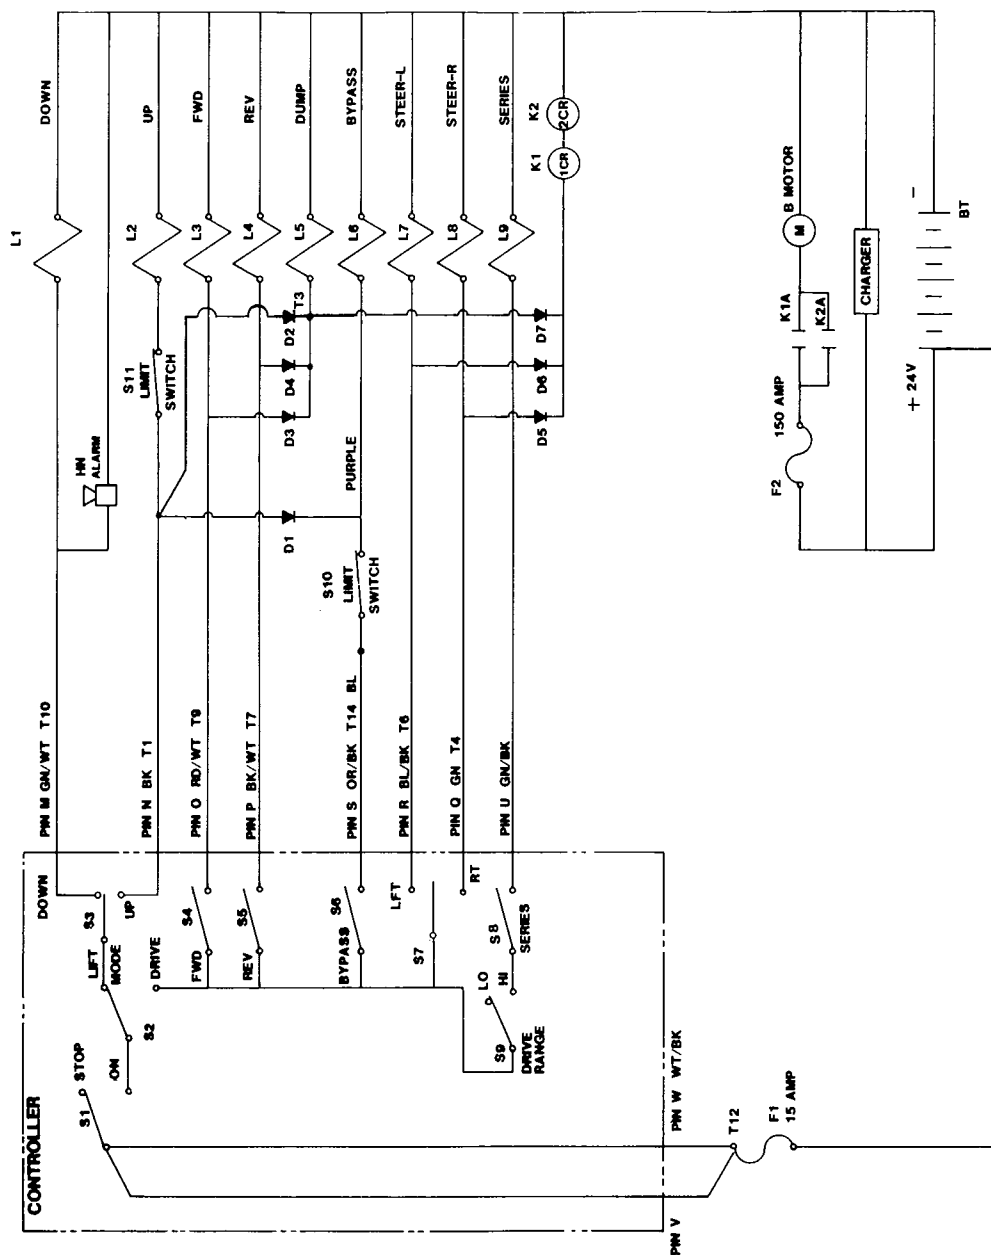 CONTROLLER
S1
STOP
ON
S2
LIFT
MODE
DRIVE
S3
DOWN
UP
FWD
S4
REV
S5
BYPASS
S6
S7
LFT
RT
S8
SERIES
LO
HI
S9
DRIVE
RANGE
PIN V
PIN W WT/BK
T12
F1
15 AMP
PIN M GN/WT T10
PIN N BK T1
PIN O RD/WT T9
PIN P BK/WT T7
PIN S OR/BK T14 BL
PIN R BL/BK T6
PIN Q GN T4
PIN U GN/BK
HN
ALARM
S11
LIMIT
SWITCH
S10
LIMIT
SWITCH
PURPLE
D1
D2
D3
D4
D5
D6
D7
T3
L1
L2
L3
L4
L5
L6
L7
L8
L9
DOWN
UP
FWD
REV
DUMP
BYPASS
STEER-L
STEER-R
SERIES
K1
1CR
K2
2CR
F2
150 AMP
K1A
K2A
M
B MOTOR
CHARGER
+ 24V
-
BT